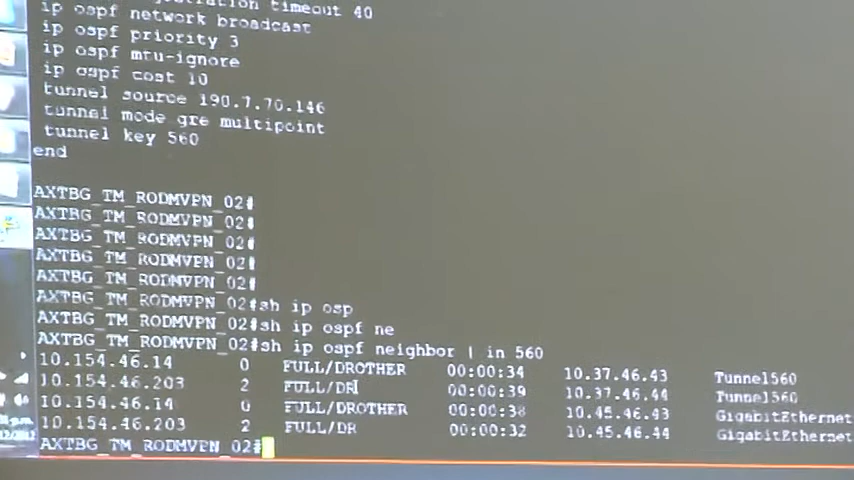 timeout 40
ip ospf network broadcast
ip ospf priority 3
ip ospf mtu-ignore
ip ospf cost 10
tunnel source 190.7.70.146
tunnel mode gre multipoint
tunnel key 560
end
AXTBG_TM_RODMVPN_02#
AXTBG_TM_RODMVPN_02#
AXTBG_TM_RODMVPN_02#
AXTBG_TM_RODMVPN_02#
AXTBG_TM_RODMVPN_02#
AXTBG_TM_RODMVPN_02#sh ip osp
AXTBG_TM_RODMVPN_02#sh ip ospf ne
AXTBG_TM_RODMVPN_02#sh ip ospf neighbor | in 560
10.154.46.14 0 FULL/DROTHER 00:00:34 10.37.46.43 Tunnel560
10.154.46.203 2 FULL/DR 00:00:39 10.37.46.44 Tunnel560
10.154.46.14 0 FULL/DROTHER 00:00:38 10.45.46.43 GigabitEthernet
10.154.46.203 2 FULL/DR 00:00:32 10.45.46.44 GigabitEthernet
AXTBG_TM_RODMVPN_02#